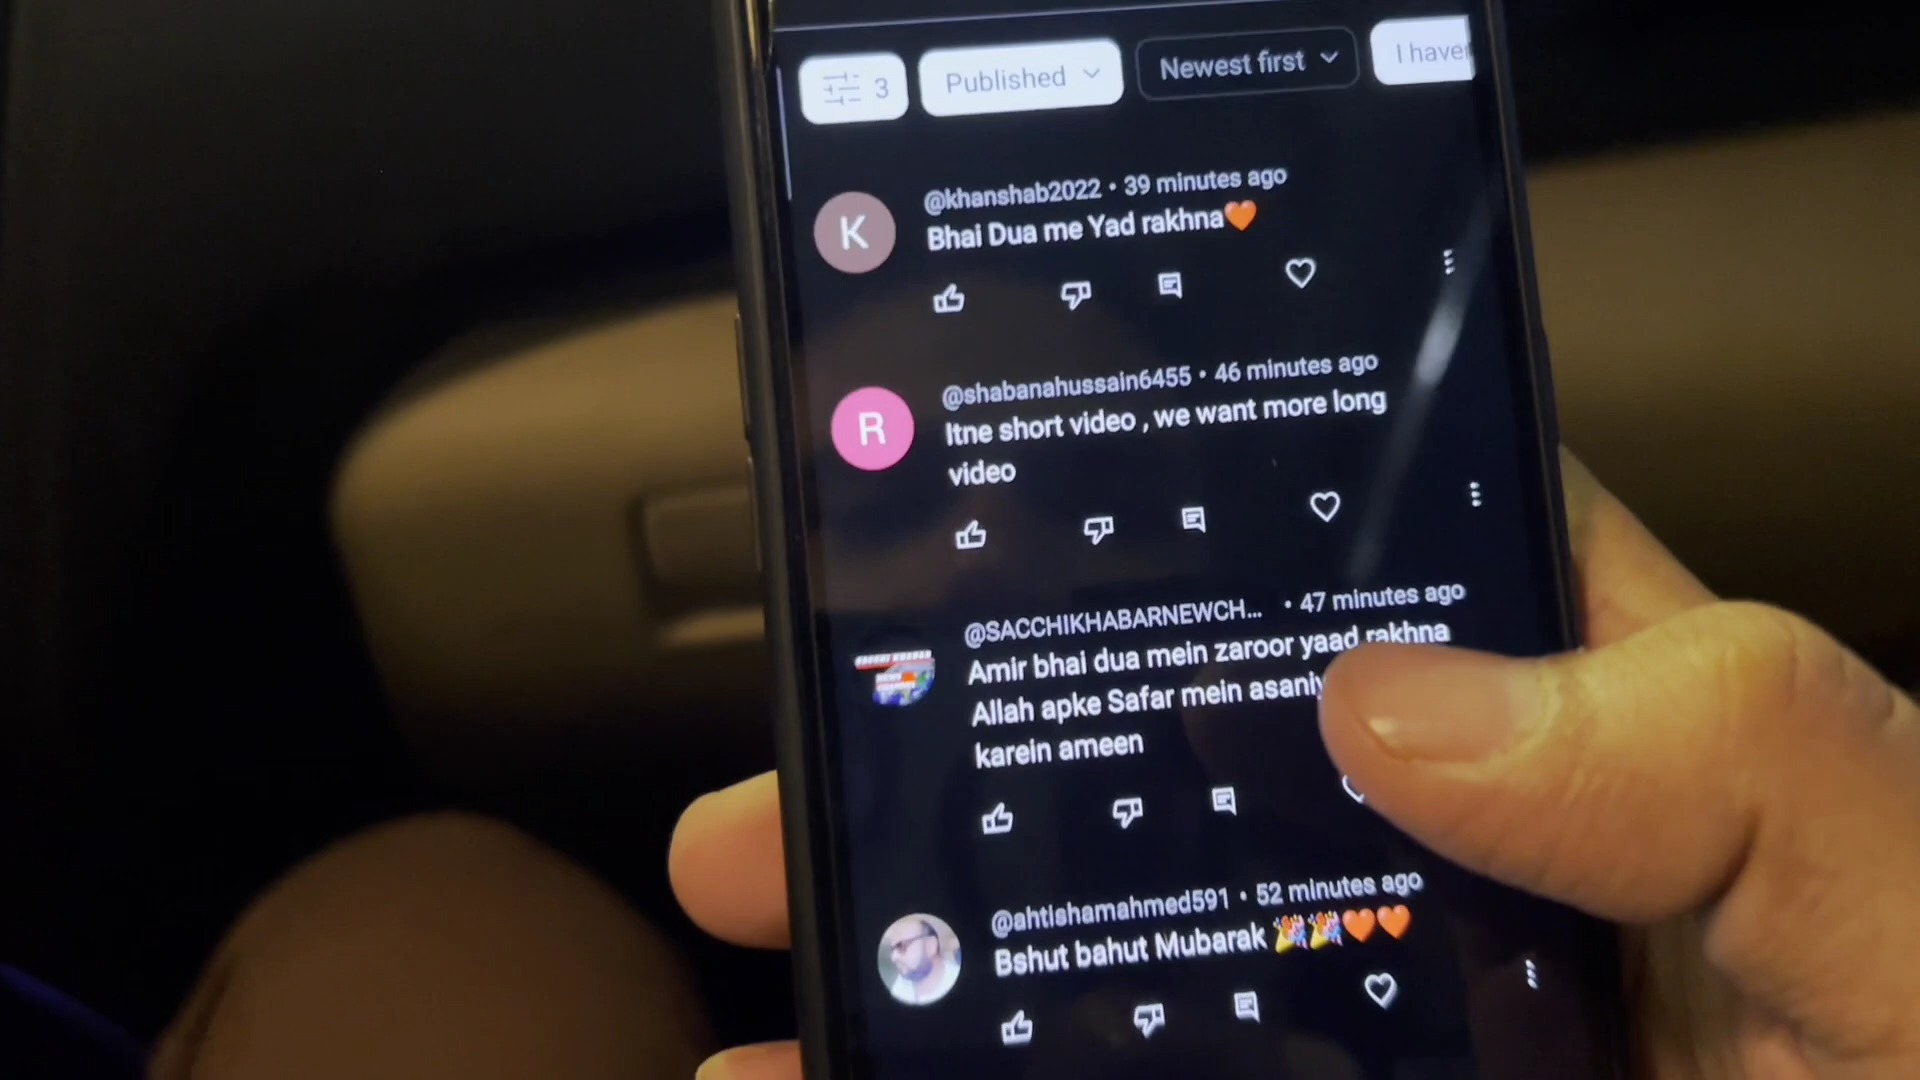 3 Published Newest first I haven
K @khanshab2022 • 39 minutes ago
Bhai Dua me Yad rakhna🧡
R @shabanahussain6455 • 46 minutes ago
Itne short video , we want more long
video
@SACCHIKHABARNEWCH... • 47 minutes ago
Amir bhai dua mein zaroor yaad rakhna
Allah apke Safar mein
karein ameen
@ahtishamahmed591 • 52 minutes ago
Bshut bahut Mubarak 🎉🎉🧡🧡